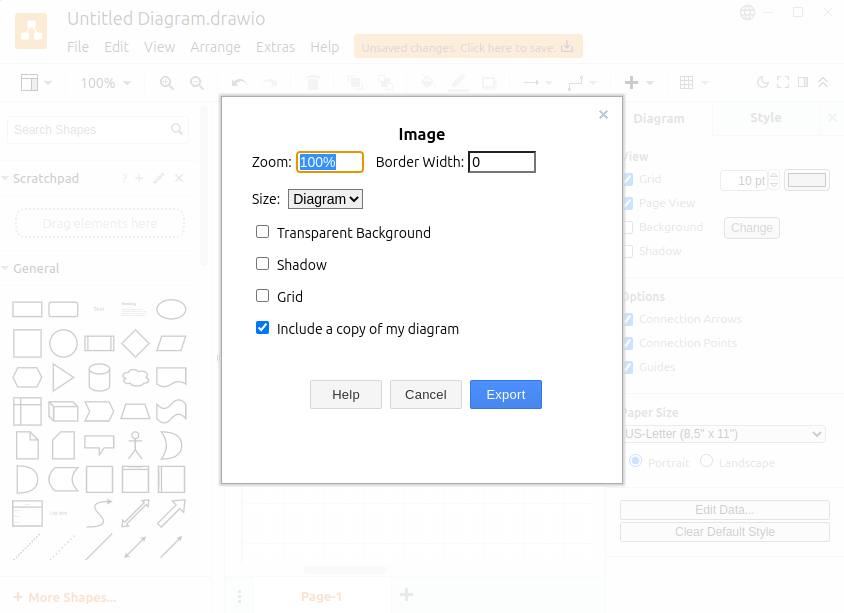 Untitled Diagram.drawio
File Edit View Arrange Extras Help Unsaved changes. Click here to save.
100%
Search Shapes
Scratchpad
?
Drag elements here
General
Text
Heading
List Item
+ More Shapes...
Image
Zoom: 100% Border Width: 0
Size: Diagram
Transparent Background
Shadow
Grid
Include a copy of my diagram
Help Cancel Export
Page-1
Diagram Style
View
Grid 10 pt
Page View
Background Change
Shadow
Options
Connection Arrows
Connection Points
Guides
Paper Size
US-Letter (8,5" x 11")
Portrait Landscape
Edit Data...
Clear Default Style